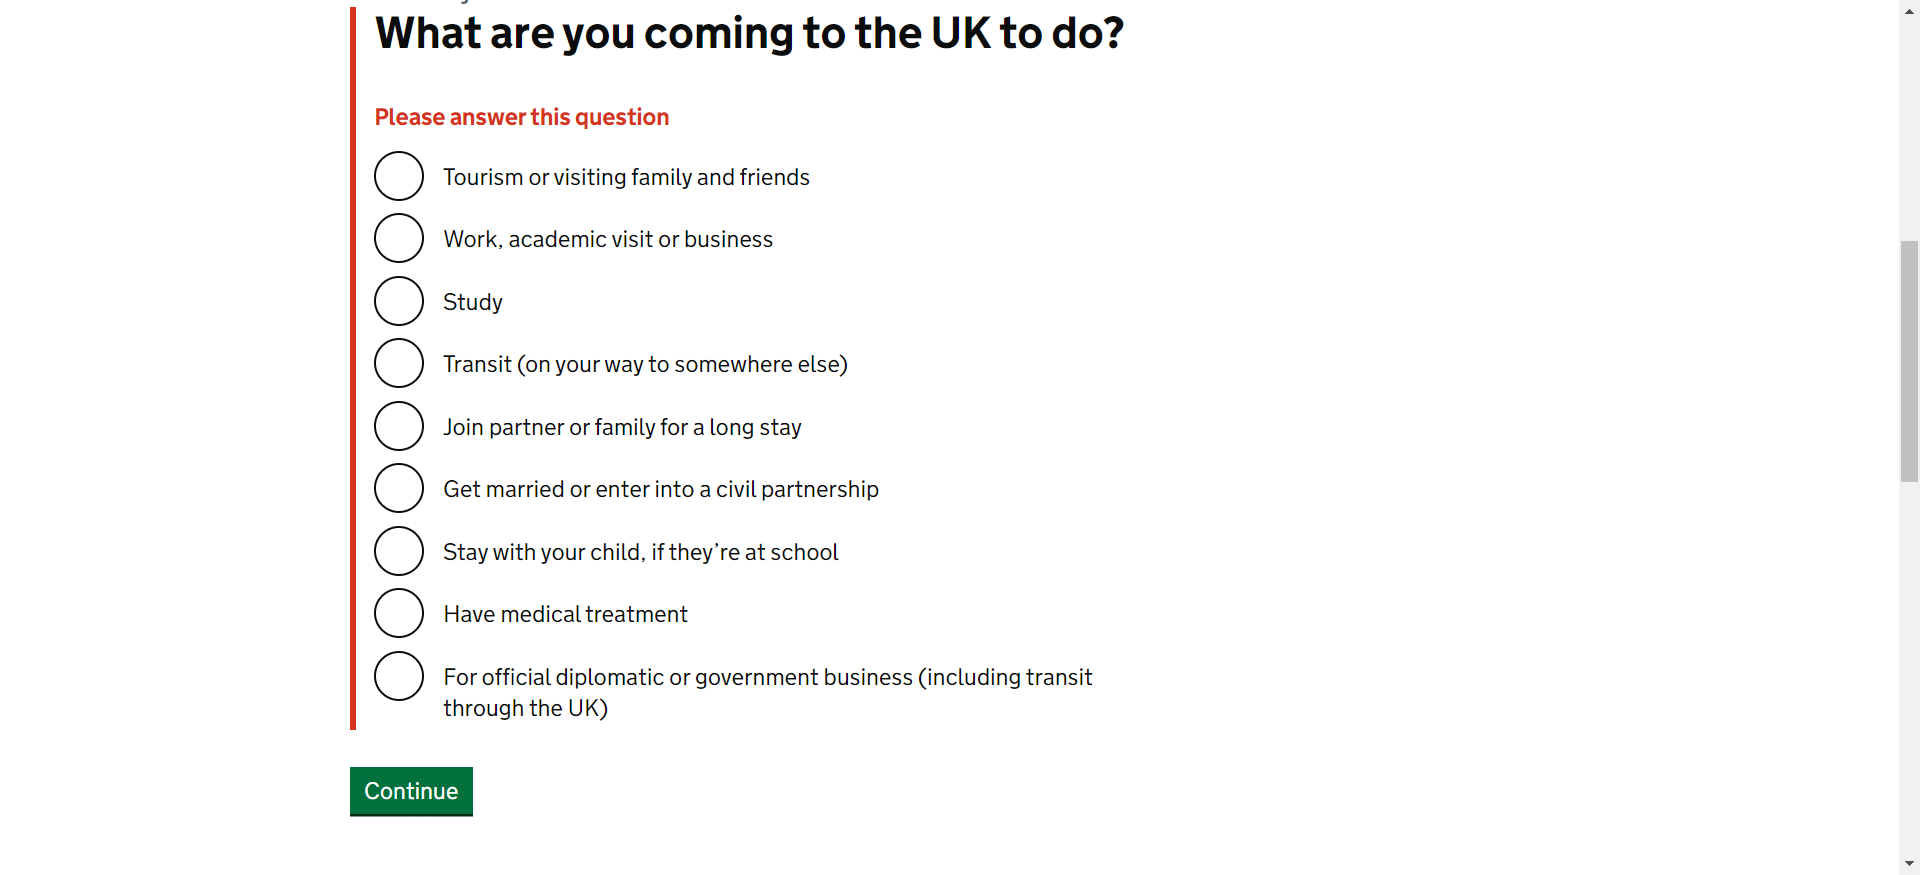 What are you coming to the UK to do?
Please answer this question
Tourism or visiting family and friends
Work, academic visit or business
Study
Transit (on your way to somewhere else)
Join partner or family for a long stay
Get married or enter into a civil partnership
Stay with your child, if they’re at school
Have medical treatment
For official diplomatic or government business (including transit
through the UK)
Continue